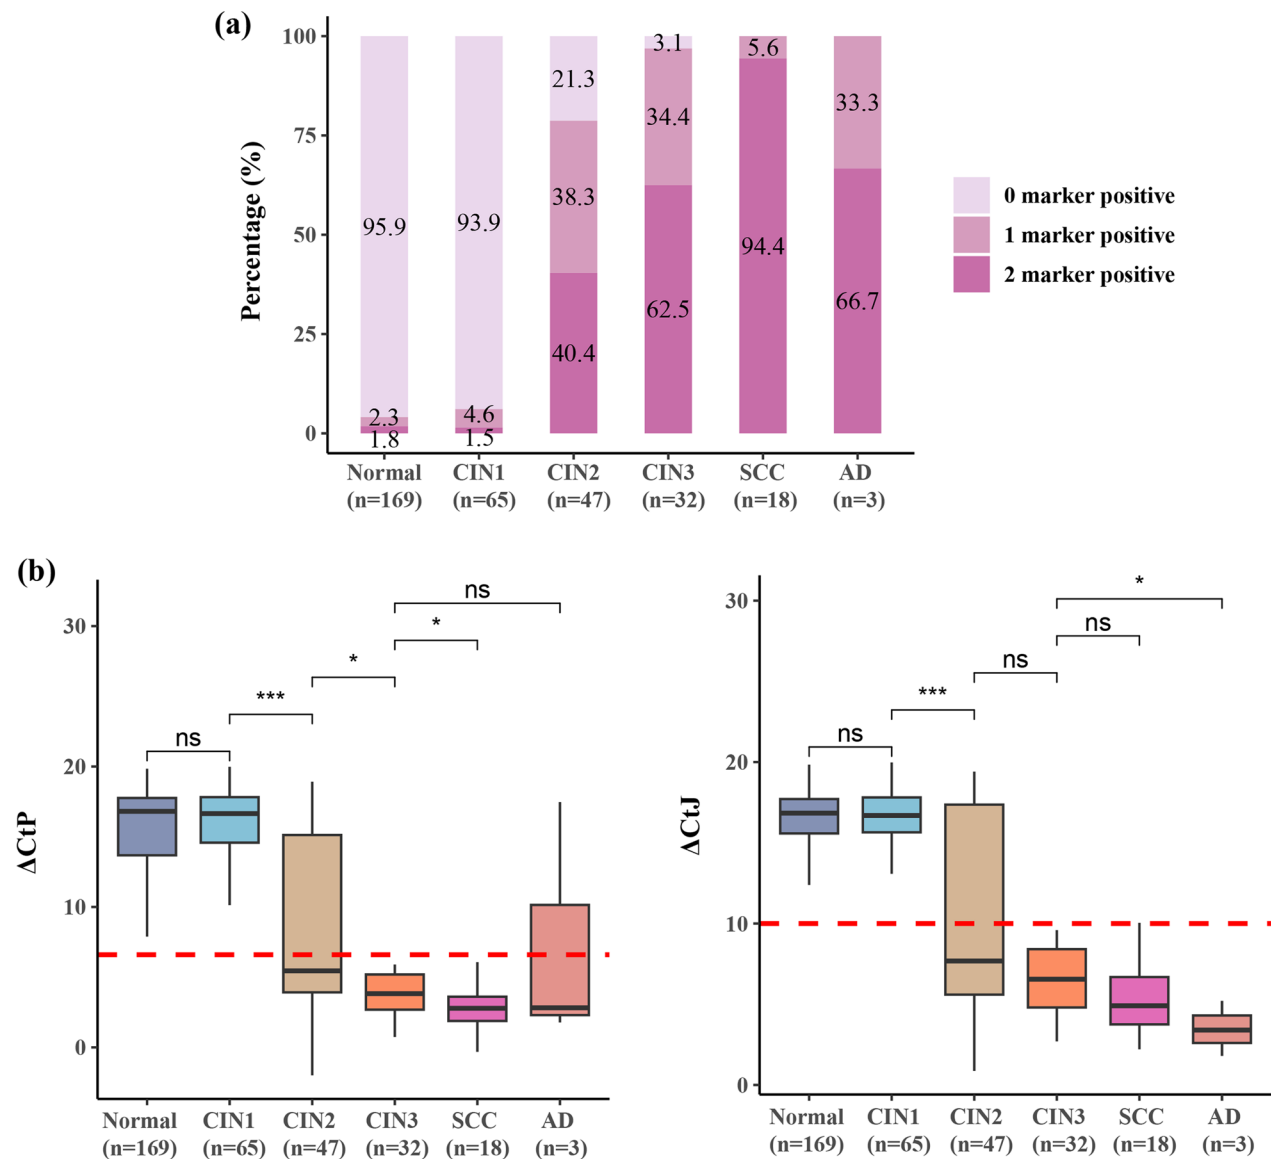 (a)
Percentage (%)
100
75
50
25
0
95.9
2.3
1.8
93.9
4.6
1.5
21.3
38.3
40.4
3.1
34.4
62.5
5.6
94.4
33.3
66.7
Normal CIN1 CIN2 CIN3 SCC AD
(n=169) (n=65) (n=47) (n=32) (n=18) (n=3)
0 marker positive
1 marker positive
2 marker positive
(b)
ΔCtP
30
20
10
0
ns
***
*
*
ns
Normal CIN1 CIN2 CIN3 SCC AD
(n=169) (n=65) (n=47) (n=32) (n=18) (n=3)
ΔCtJ
30
20
10
0
ns
***
ns
ns
*
Normal CIN1 CIN2 CIN3 SCC AD
(n=169) (n=65) (n=47) (n=32) (n=18) (n=3)